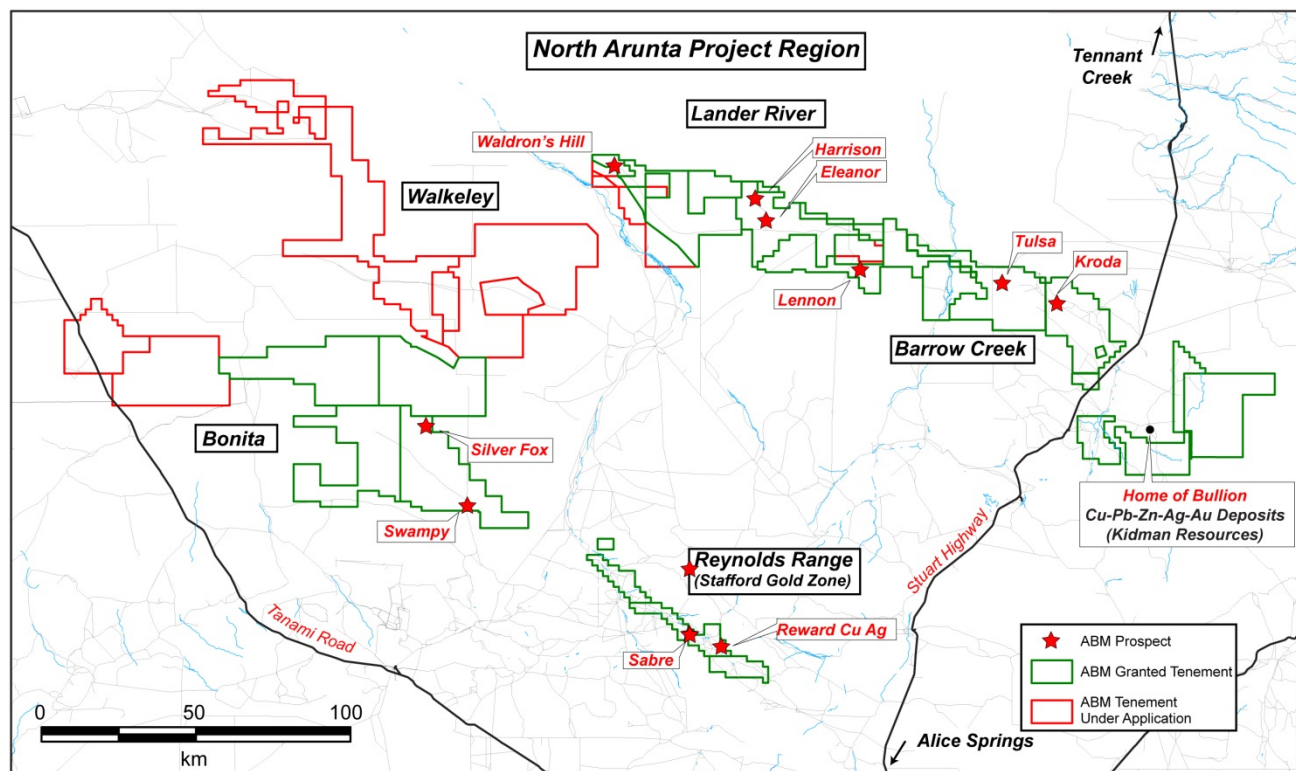 North Arunta Project Region
Tennant
Creek
Lander River
Waldron's Hill
Harrison
Eleanor
Walkeley
Tulsa
Kroda
Lennon
Barrow Creek
Bonita
Silver Fox
Swampy
Home of Bullion
Cu-Pb-Zn-Ag-Au Deposits
(Kidman Resources)
Reynolds Range
(Stafford Gold Zone)
Stuart Highway
Tanami Road
Sabre
Reward Cu Ag
ABM Prospect
ABM Granted Tenement
ABM Tenement
Under Application
0 50 100
km
Alice Springs